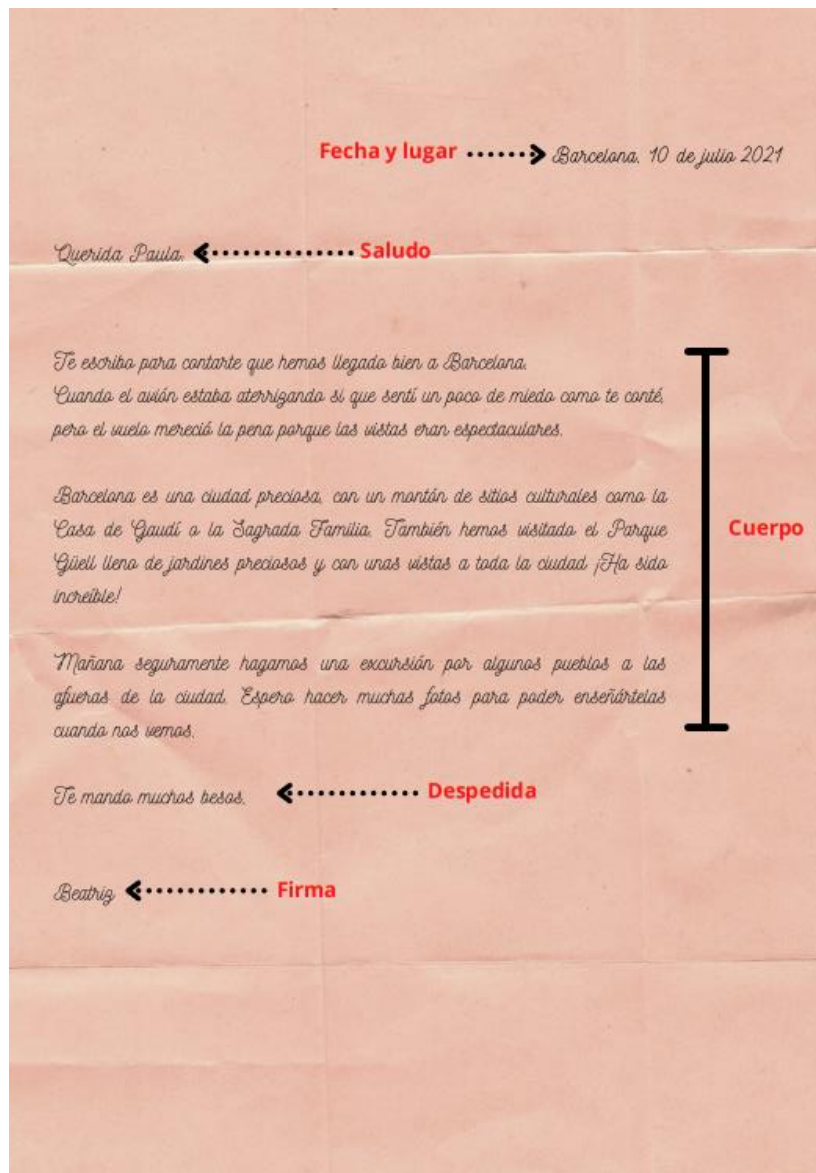 Fecha y lugar Barcelona, 10 de julio 2021
Querida Paula, Saludo
Te escribo para contarte que hemos llegado bien a Barcelona.
Cuando el avión estaba aterrizando si que sentí un poco de miedo como te conté,
pero el vuelo mereció la pena porque las vistas eran espectaculares.
Barcelona es una ciudad preciosa, con un montón de sitios culturales como la
Casa de Gaudí o la Sagrada Familia. También hemos visitado el Parque
Güell lleno de jardines preciosos y con unas vistas a toda la ciudad ¡Ha sido
increíble!
Cuerpo
Mañana seguramente hagamos una excursión por algunos pueblos a las
afueras de la ciudad. Espero hacer muchas fotos para poder enseñártelas
cuando nos vemos.
Te mando muchos besos, Despedida
Beatriz Firma